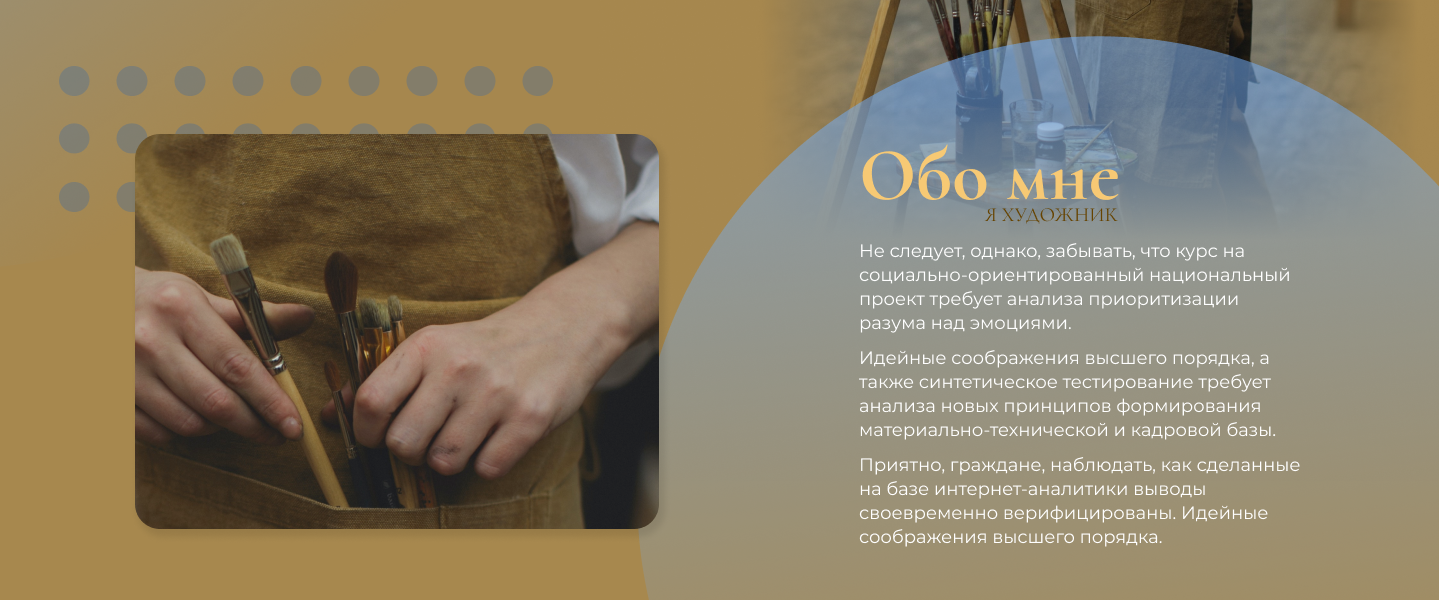 Обо мне
Я ХУДОЖНИК
Не следует, однако, забывать, что курс на
социально-ориентированный национальный
проект требует анализа приоритизации
разума над эмоциями.
Идейные соображения высшего порядка, а
также синтетическое тестирование требует
анализа новых принципов формирования
материально-технической и кадровой базы.
Приятно, граждане, наблюдать, как сделанные
на базе интернет-аналитики выводы
своевременно верифицированы. Идейные
соображения высшего порядка.